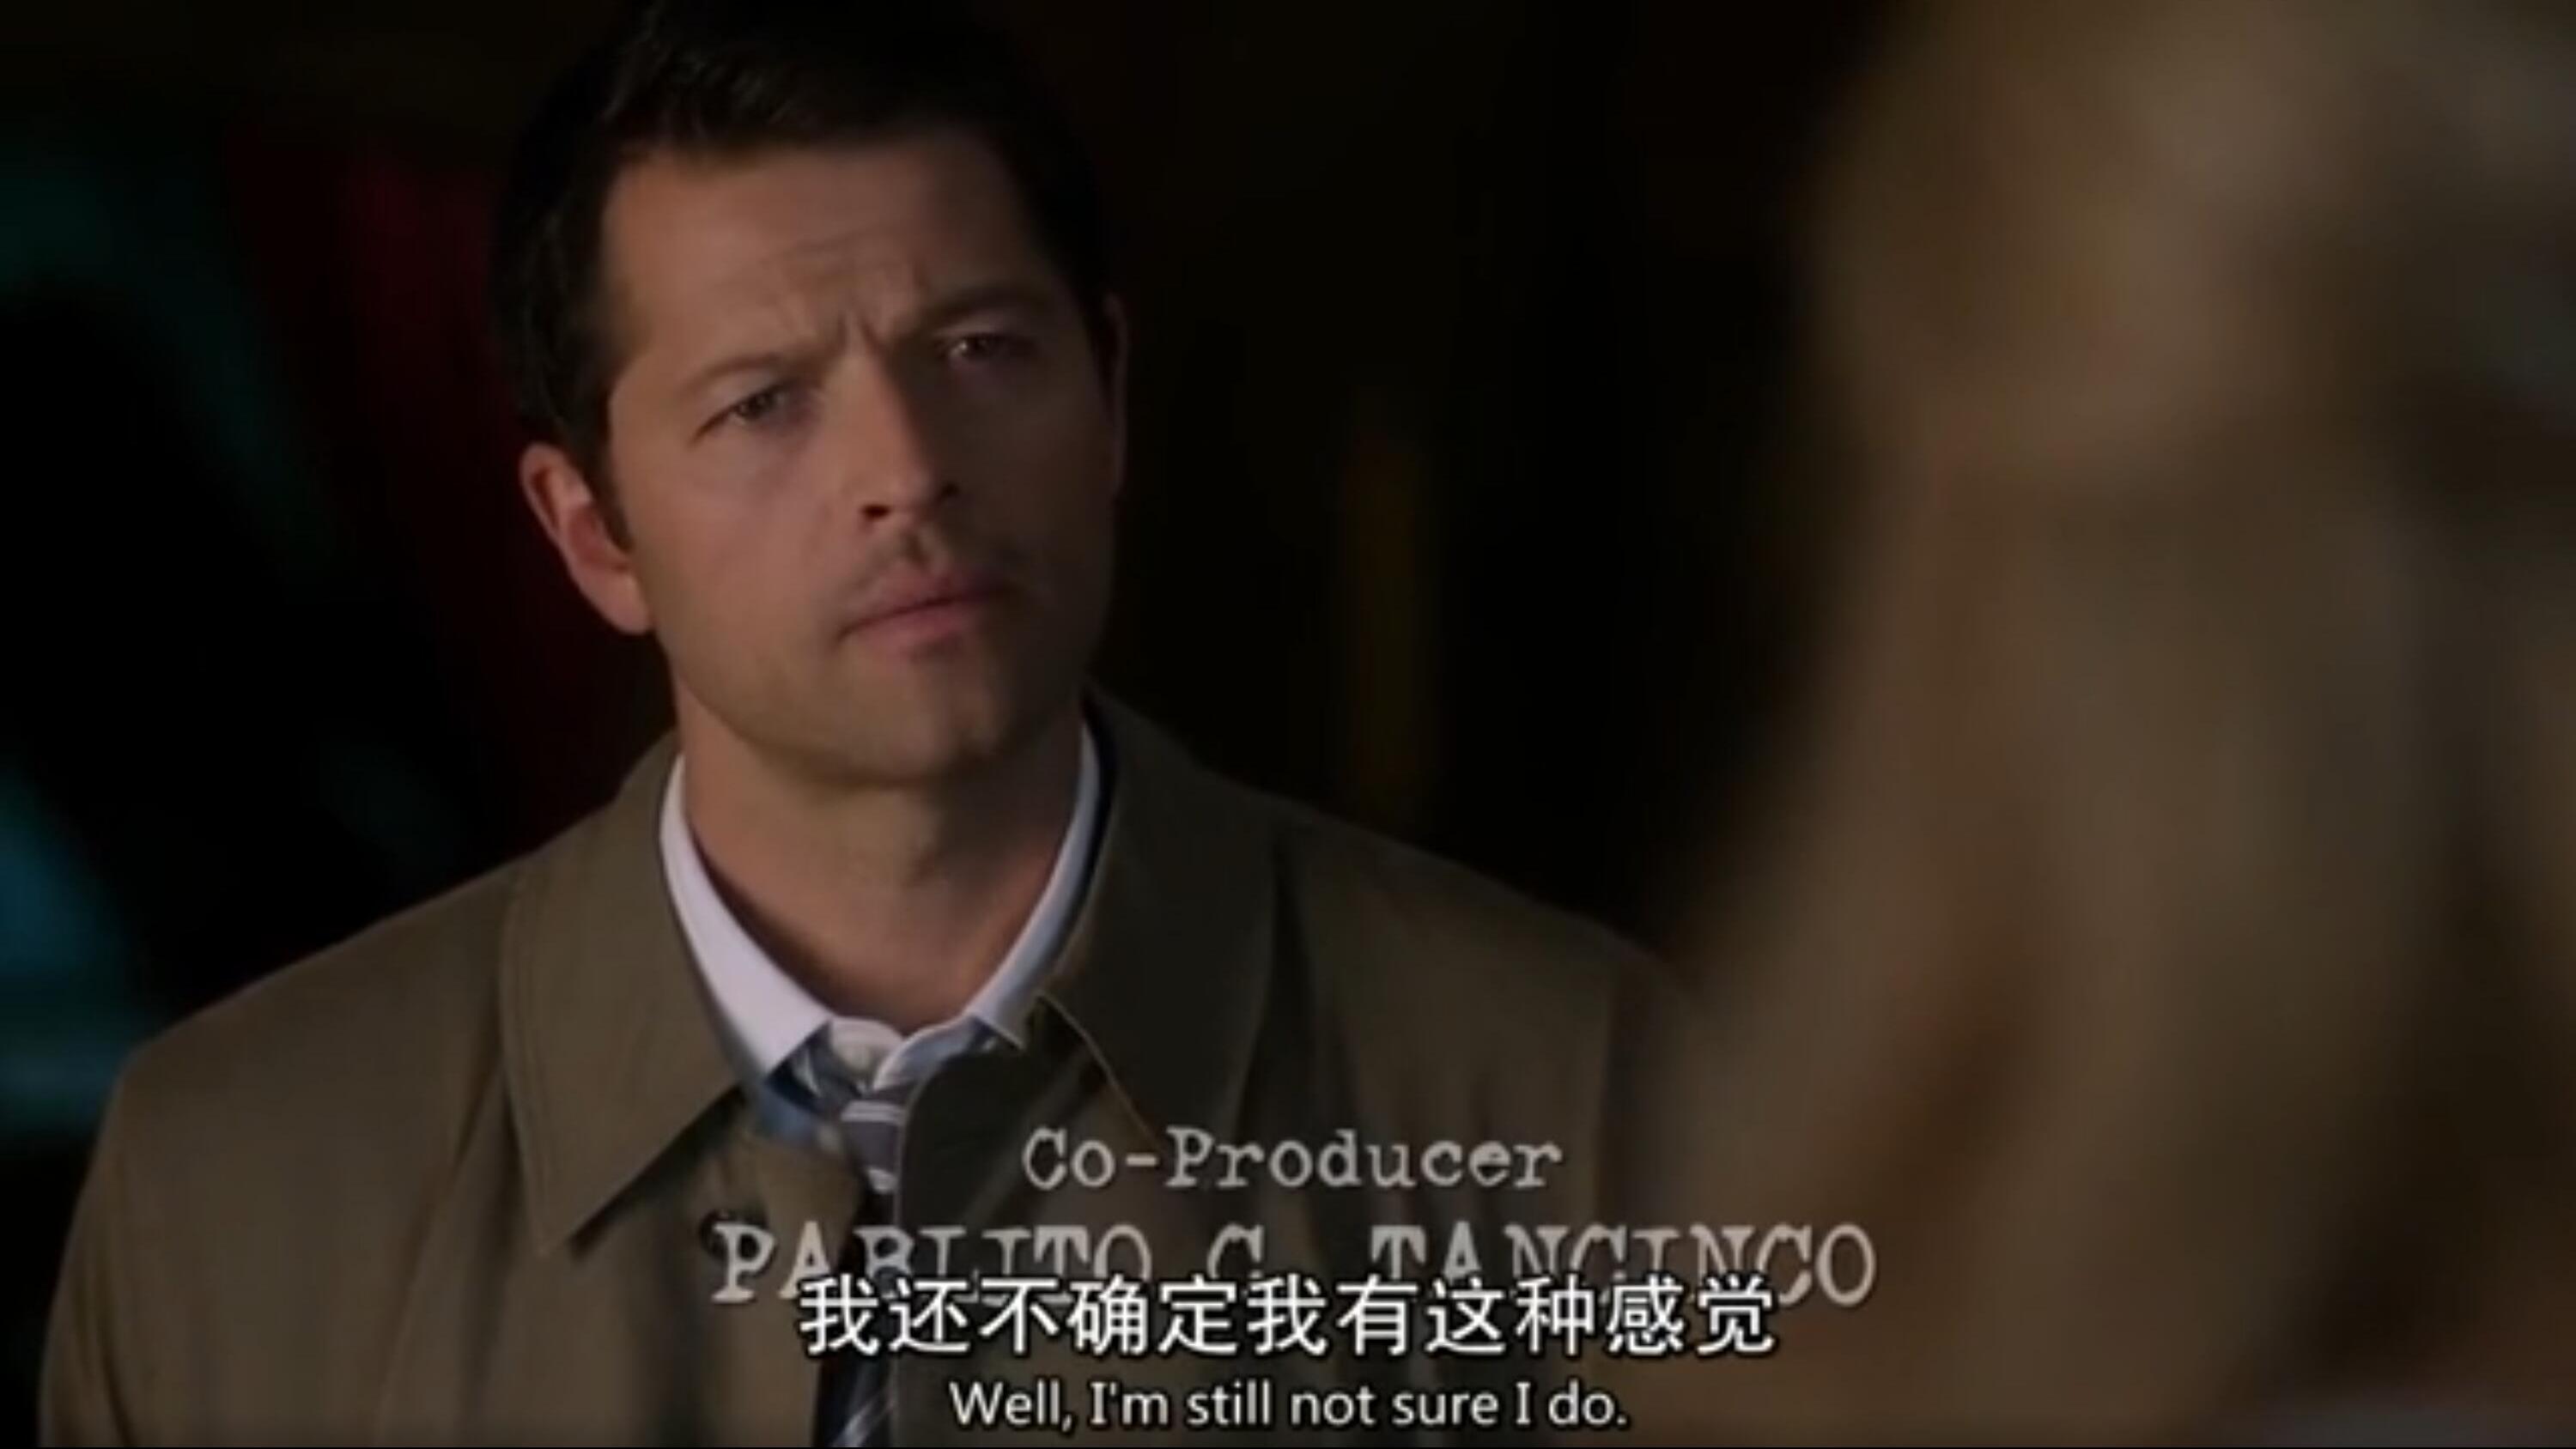 Co-Producer
PABLITO C. TANCINCO
我还不确定我有这种感觉
Well, I'm still not sure I do.